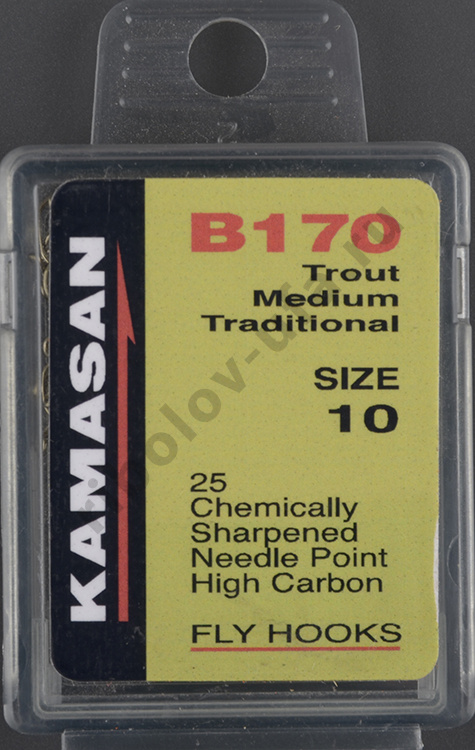 KAMASAN
B170
Trout
Medium
Traditional
SIZE
10
25
Chemically
Sharpened
Needle Point
High Carbon
FLY HOOKS